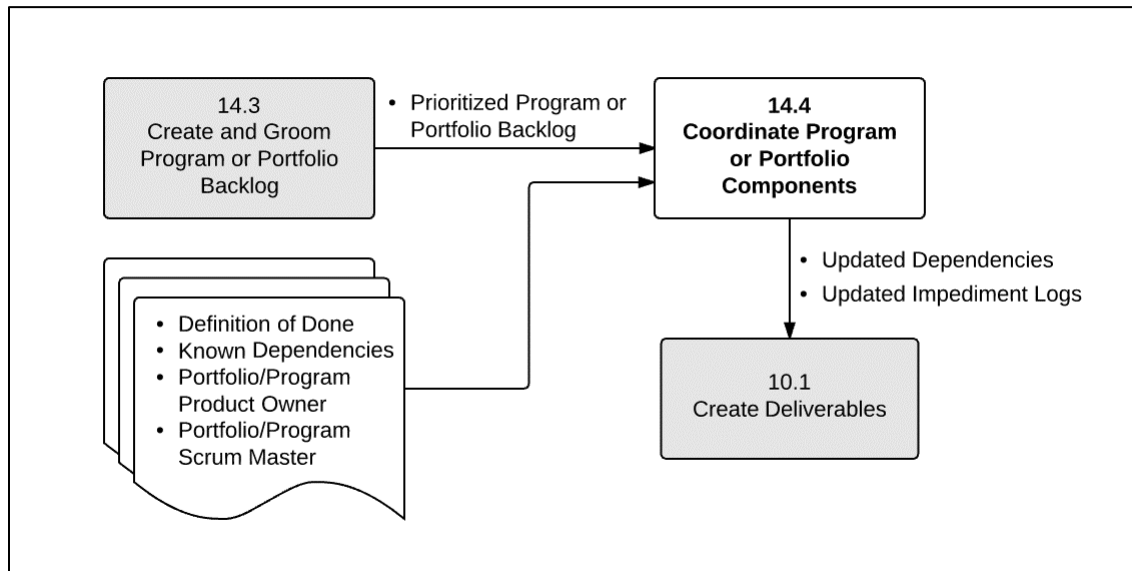 14.3
Create and Groom
Program or Portfolio
Backlog
• Prioritized Program or
Portfolio Backlog
14.4
Coordinate Program
or Portfolio
Components
• Definition of Done
• Known Dependencies
• Portfolio/Program
Product Owner
• Portfolio/Program
Scrum Master
• Updated Dependencies
• Updated Impediment Logs
10.1
Create Deliverables